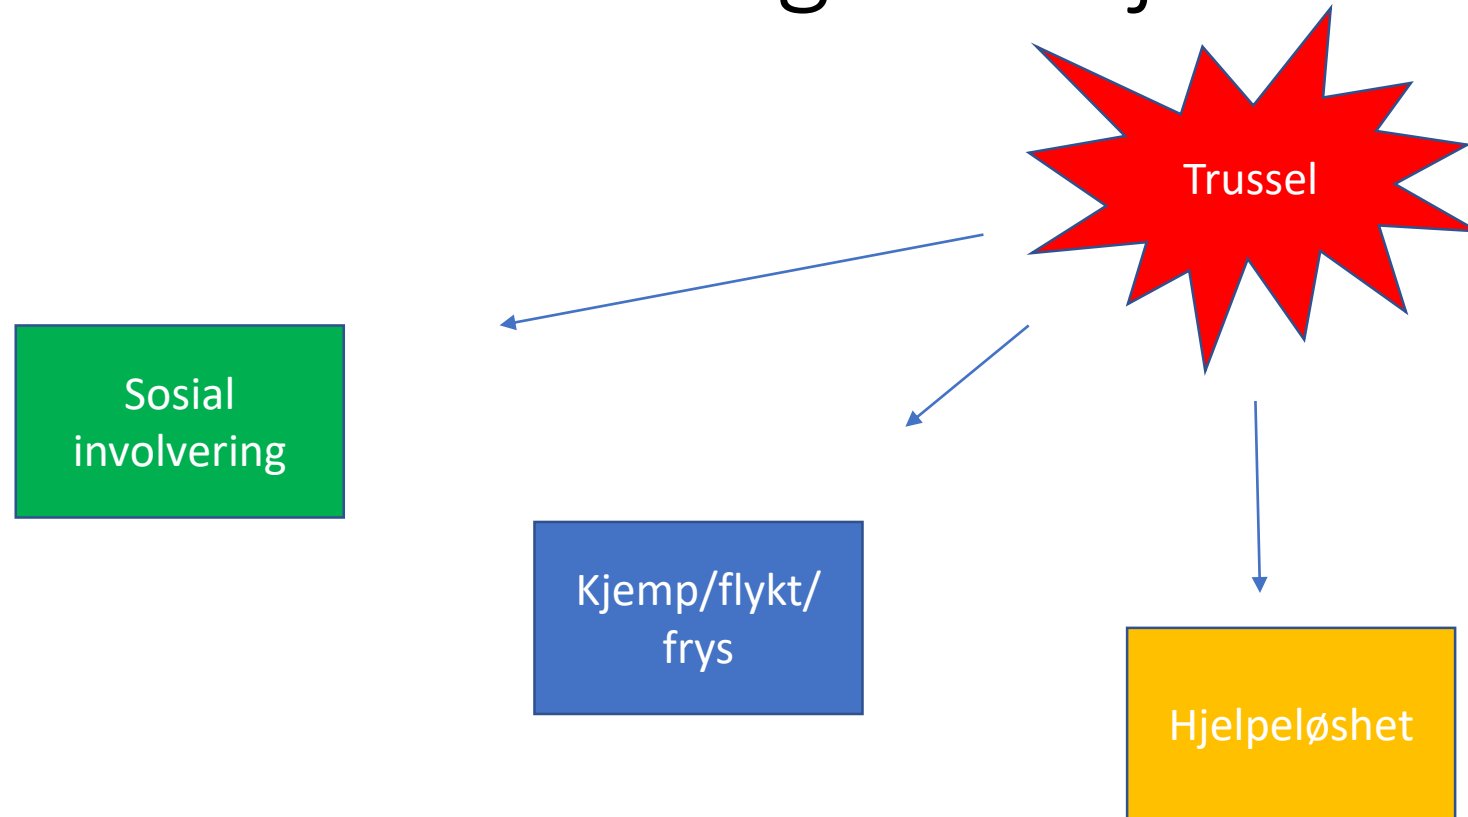 Trussel
Sosial
involvering
Kjemp/flykt/
frys
Hjelpeløshet